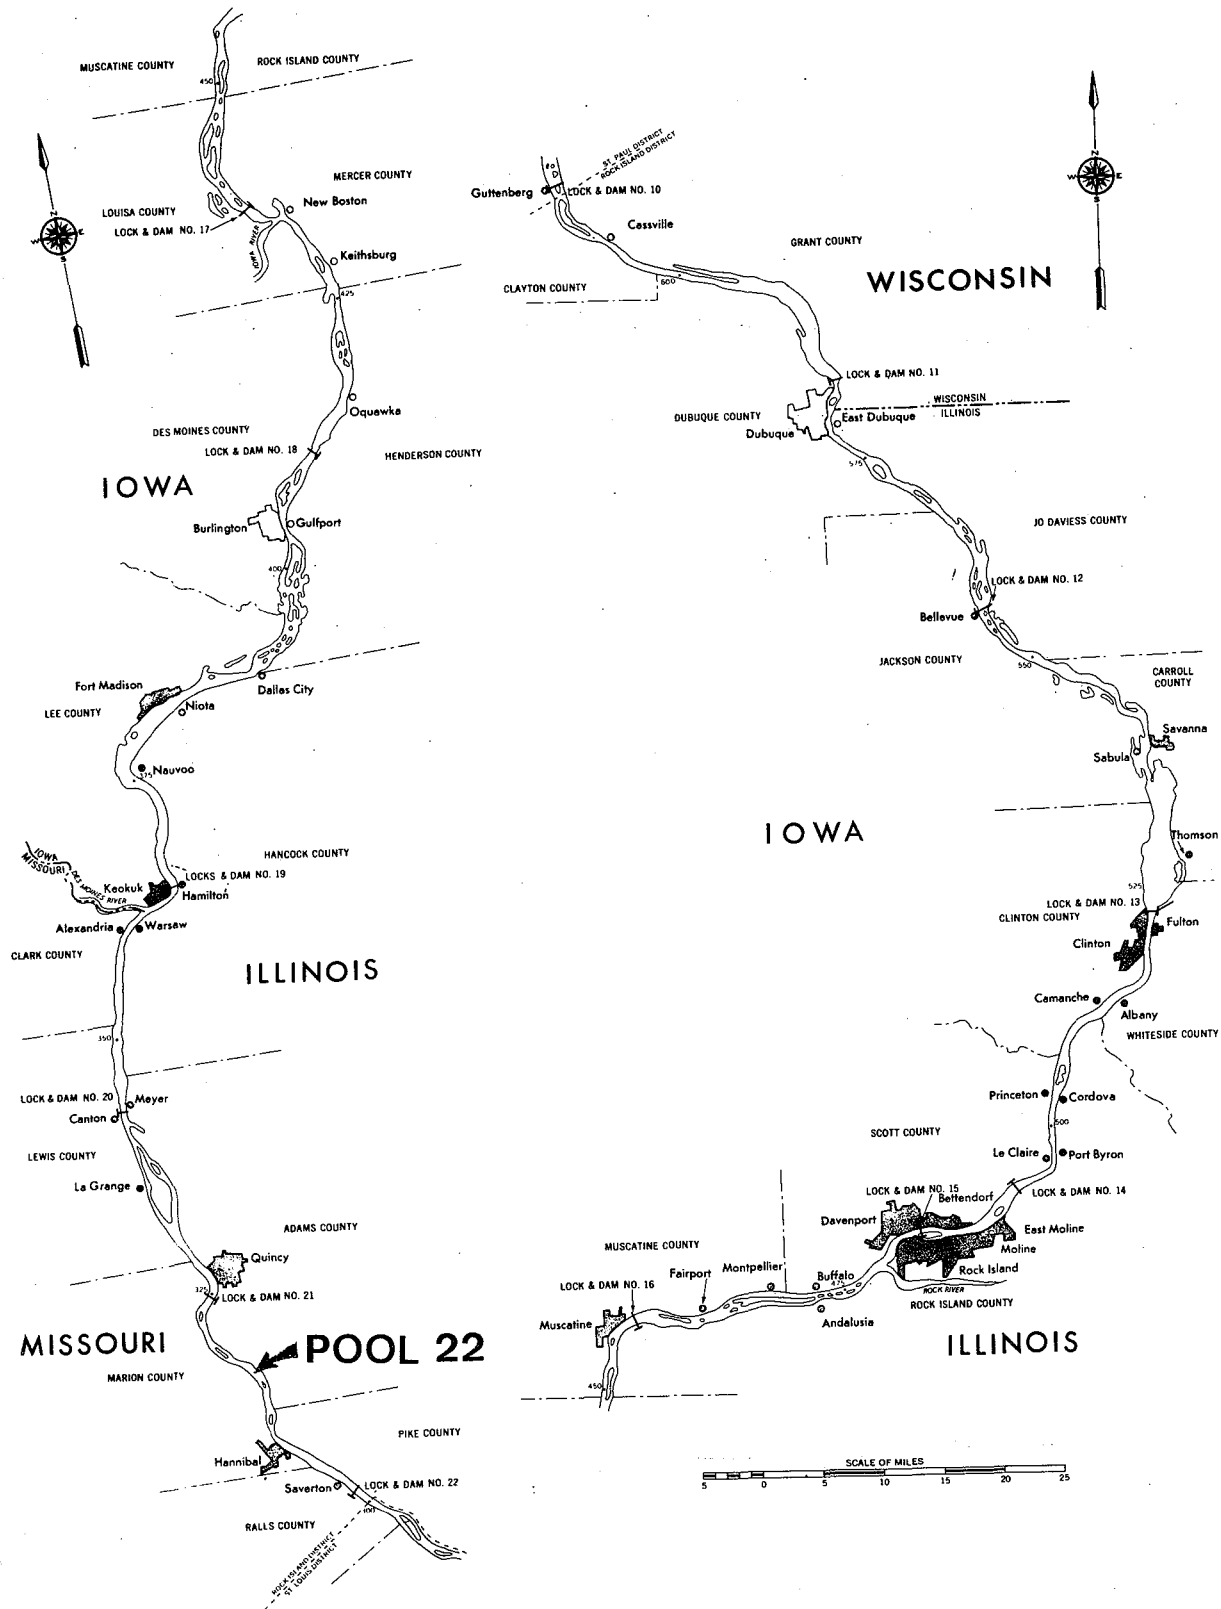 MUSCATINE COUNTY
ROCK ISLAND COUNTY
450
MERCER COUNTY
New Boston
LOUISA COUNTY
LOCK & DAM NO. 17
IOWA RIVER
Keithsburg
425
N
W
E
S
Oquawka
DES MOINES COUNTY
LOCK & DAM NO. 18
HENDERSON COUNTY
IOWA
Burlington
Gulfport
400
Fort Madison
Dallas City
LEE COUNTY
Niota
Nauvoo
375
HANCOCK COUNTY
IOWA
MISSOURI
DES MOINES RIVER
LOCKS & DAM NO. 19
Keokuk
Hamilton
Alexandria
Warsaw
CLARK COUNTY
ILLINOIS
350
LOCK & DAM NO. 20
Meyer
Canton
LEWIS COUNTY
La Grange
ADAMS COUNTY
Quincy
325
LOCK & DAM NO. 21
MISSOURI
POOL 22
MARION COUNTY
PIKE COUNTY
Hannibal
Saverton
LOCK & DAM NO. 22
RALLS COUNTY
ROCK ISLAND DISTRICT
ST LOUIS DISTRICT
ST. PAUL DISTRICT
ROCK ISLAND DISTRICT
Guttenberg
LOCK & DAM NO. 10
Cassville
GRANT COUNTY
WISCONSIN
CLAYTON COUNTY
600
N
W
E
S
LOCK & DAM NO. 11
WISCONSIN
ILLINOIS
DUBUQUE COUNTY
East Dubuque
Dubuque
575
JO DAVIESS COUNTY
LOCK & DAM NO. 12
Bellevue
JACKSON COUNTY
550
CARROLL
COUNTY
Savanna
Sabula
IOWA
Thomson
525
LOCK & DAM NO. 13
CLINTON COUNTY
Fulton
Clinton
Camanche
Albany
WHITESIDE COUNTY
Princeton
Cordova
500
SCOTT COUNTY
Le Claire
Port Byron
LOCK & DAM NO. 15
LOCK & DAM NO. 14
Bettendorf
Davenport
East Moline
Moline
Rock Island
ROCK RIVER
ROCK ISLAND COUNTY
MUSCATINE COUNTY
Montpellier
Buffalo
475
Fairport
LOCK & DAM NO. 16
Andalusia
Muscatine
ILLINOIS
450
SCALE OF MILES
5 0 5 10 15 20 25